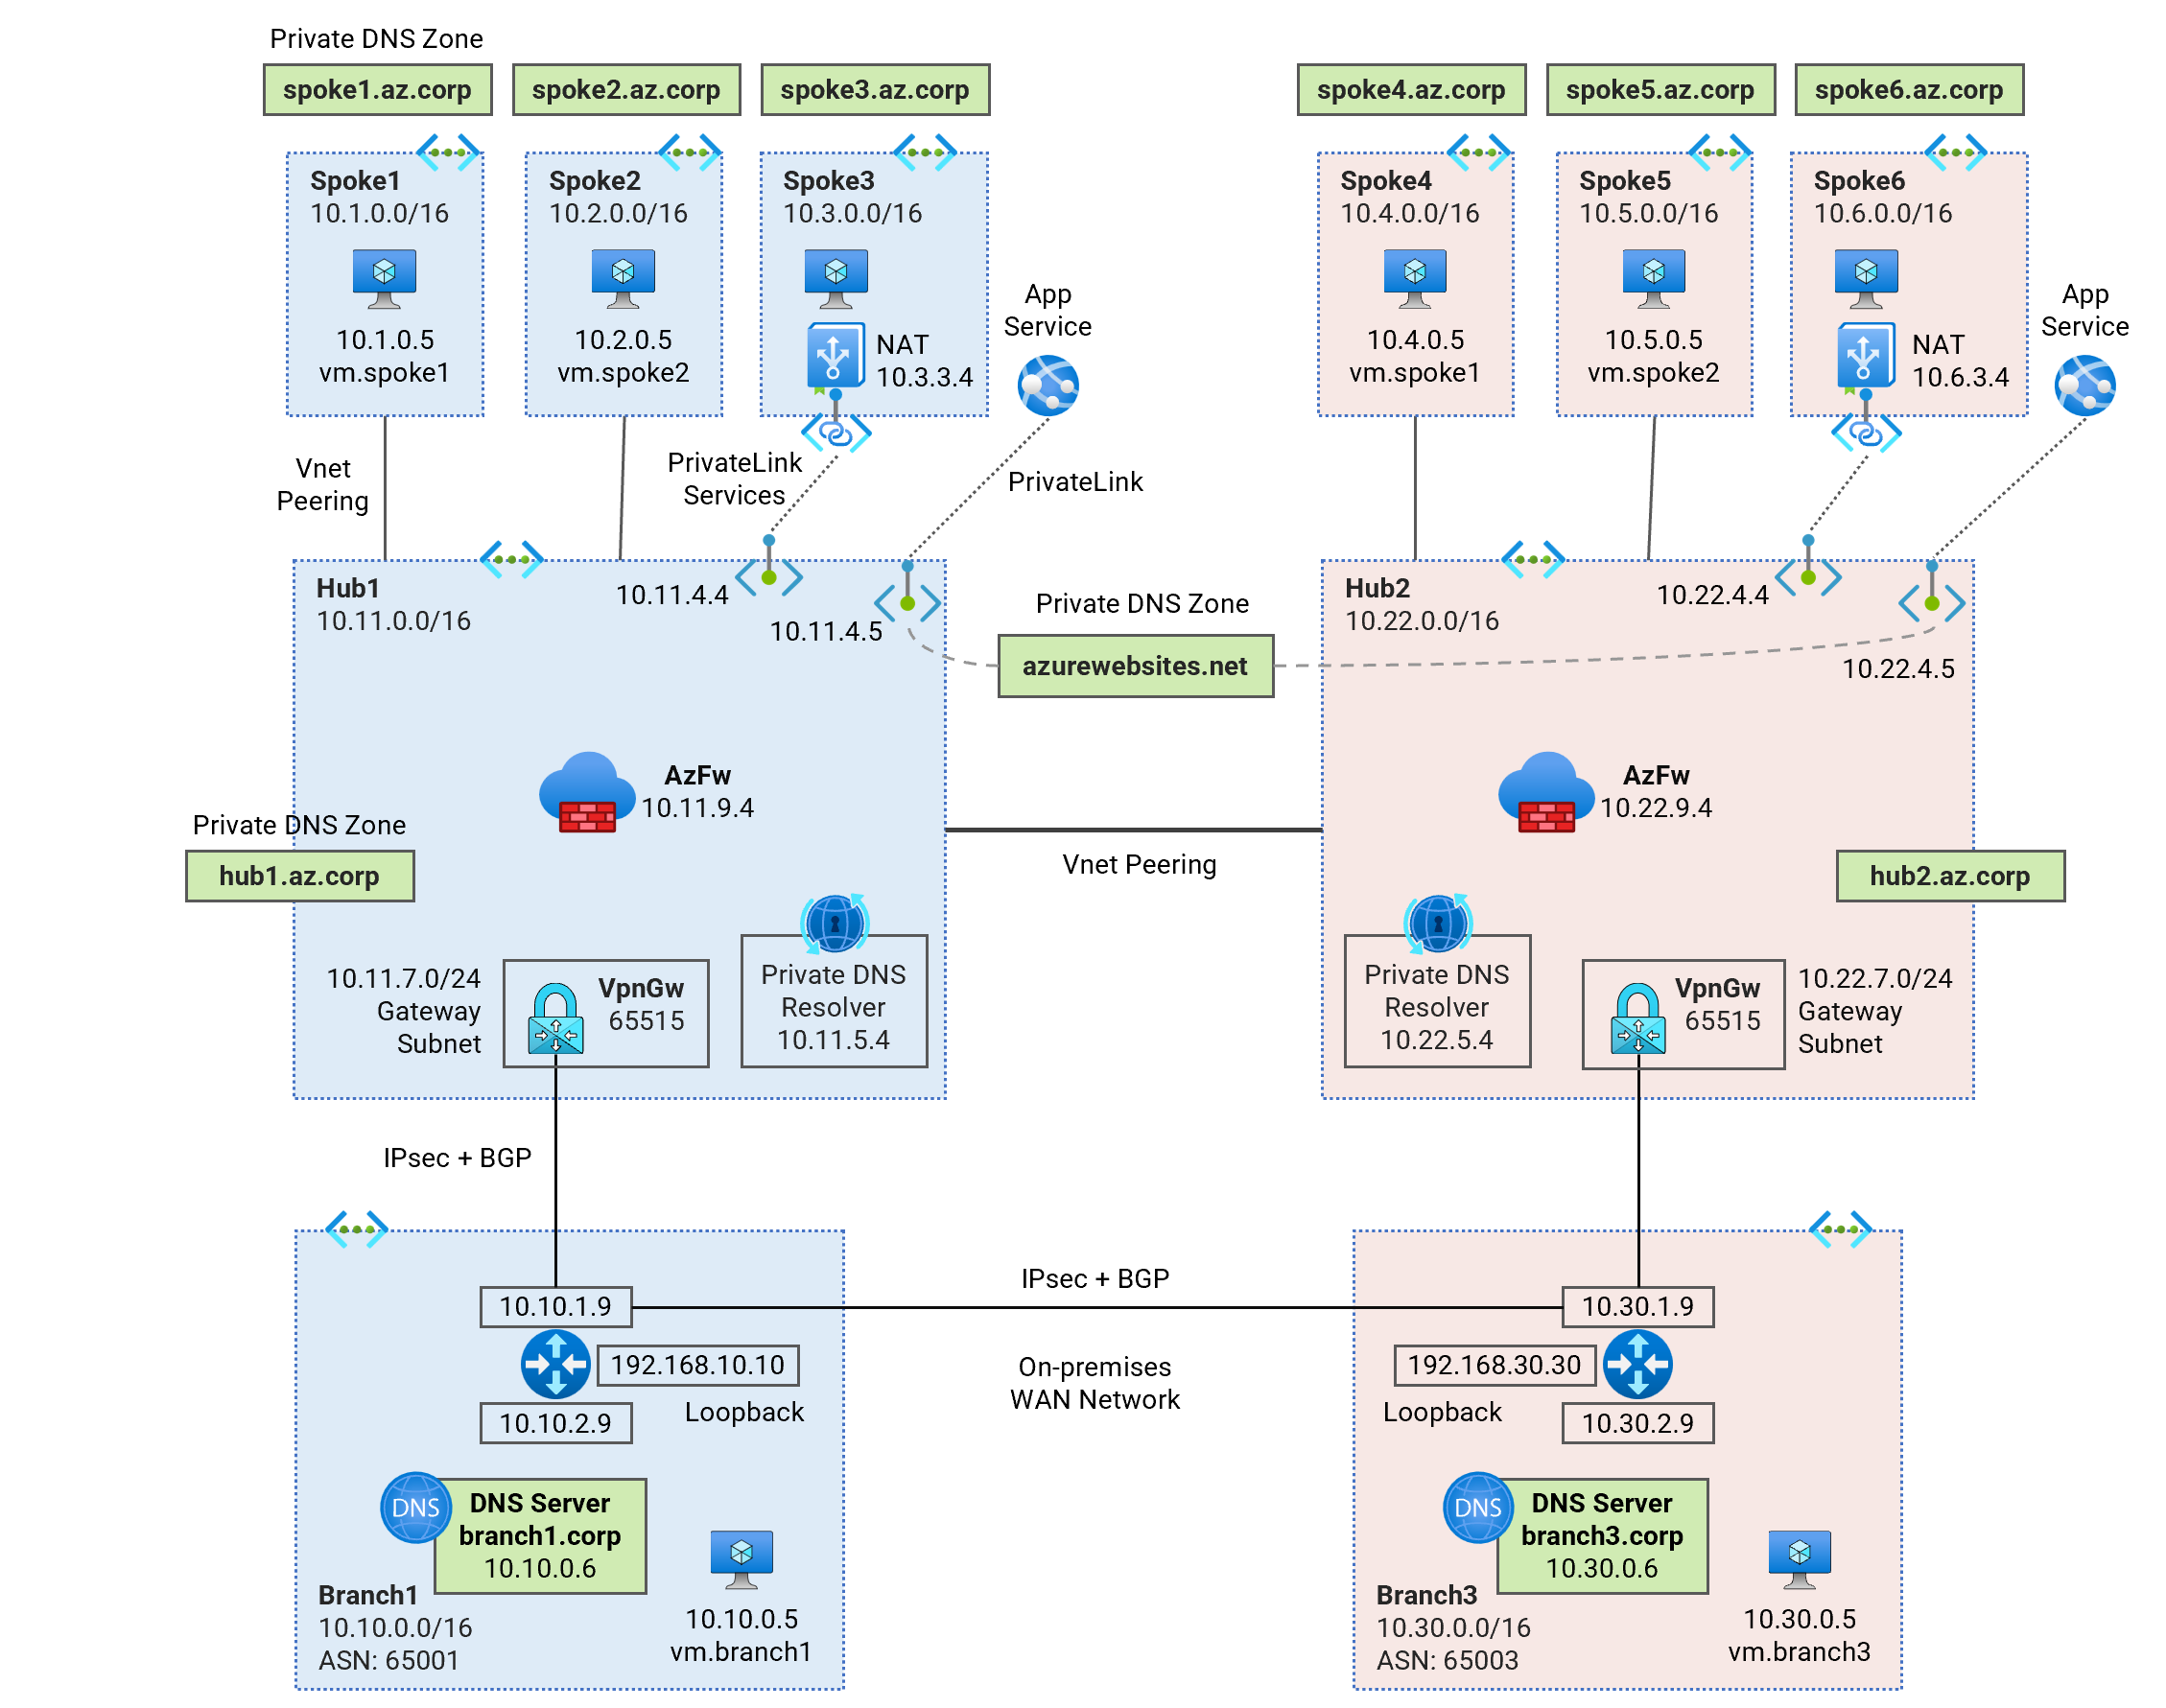 Private DNS Zone
spoke1.az.corp
spoke2.az.corp
spoke3.az.corp
spoke4.az.corp
spoke5.az.corp
spoke6.az.corp
Spoke1
10.1.0.0/16
10.1.0.5
vm.spoke1
Spoke2
10.2.0.0/16
10.2.0.5
vm.spoke2
Spoke3
10.3.0.0/16
NAT
10.3.3.4
App
Service
Spoke4
10.4.0.0/16
10.4.0.5
vm.spoke1
Spoke5
10.5.0.0/16
10.5.0.5
vm.spoke2
Spoke6
10.6.0.0/16
NAT
10.6.3.4
App
Service
Vnet
Peering
PrivateLink
Services
PrivateLink
Hub1
10.11.0.0/16
10.11.4.4
10.11.4.5
Private DNS Zone
azurewebsites.net
Hub2
10.22.0.0/16
10.22.4.4
10.22.4.5
AzFw
10.11.9.4
AzFw
10.22.9.4
Private DNS Zone
hub1.az.corp
Vnet Peering
hub2.az.corp
10.11.7.0/24
Gateway
Subnet
VpnGw
65515
Private DNS
Resolver
10.11.5.4
Private DNS
Resolver
10.22.5.4
VpnGw
65515
10.22.7.0/24
Gateway
Subnet
IPsec + BGP
10.10.1.9
192.168.10.10
Loopback
10.10.2.9
IPsec + BGP
On-premises
WAN Network
10.30.1.9
192.168.30.30
Loopback
10.30.2.9
DNS
DNS Server
branch1.corp
10.10.0.6
Branch1
10.10.0.0/16
ASN: 65001
10.10.0.5
vm.branch1
DNS
DNS Server
branch3.corp
10.30.0.6
Branch3
10.30.0.0/16
ASN: 65003
10.30.0.5
vm.branch3